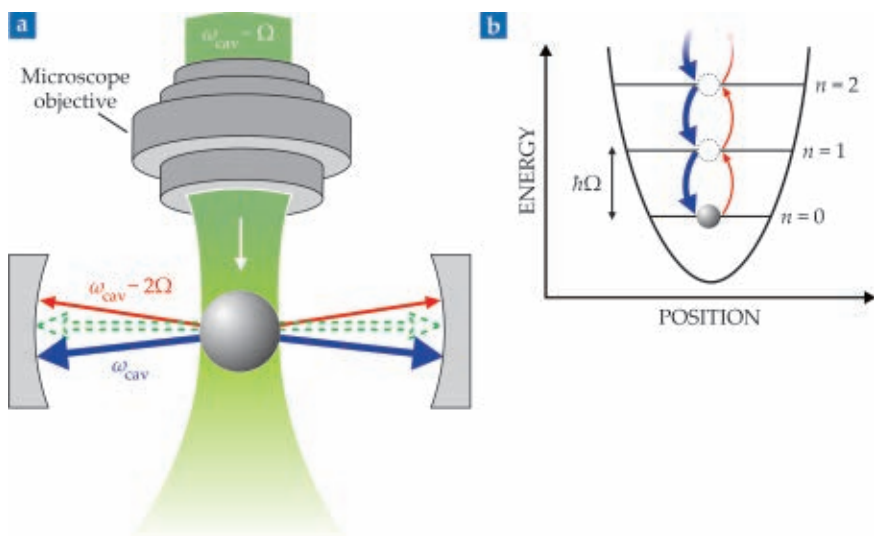 a
ω_cav − Ω
Microscope
objective
ω_cav − 2Ω
ω_cav
b
ENERGY
ħΩ
n = 2
n = 1
n = 0
POSITION